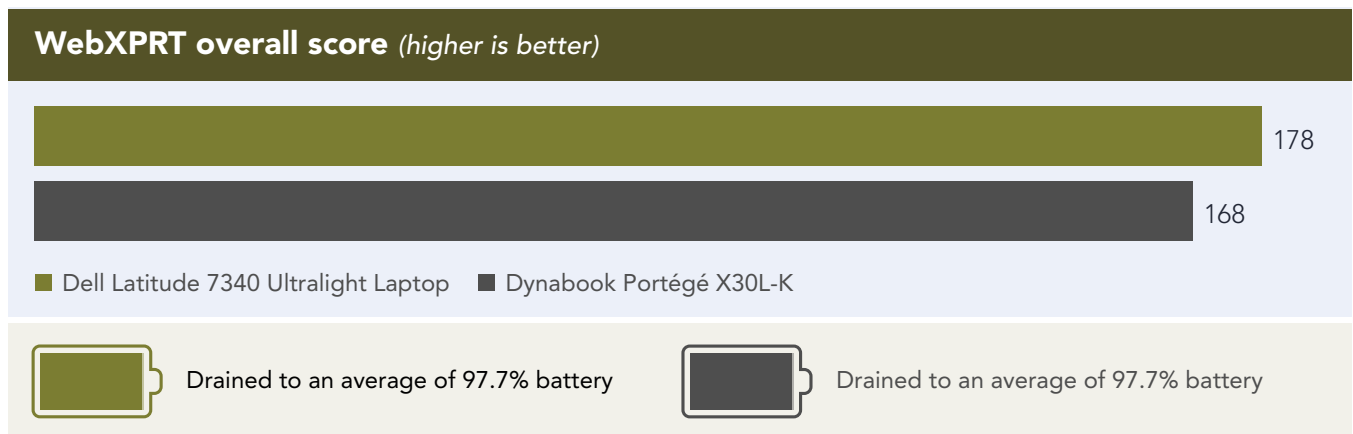 WebXPRT overall score (higher is better)
178
168
Dell Latitude 7340 Ultralight Laptop Dynabook Portégé X30L-K
Drained to an average of 97.7% battery Drained to an average of 97.7% battery